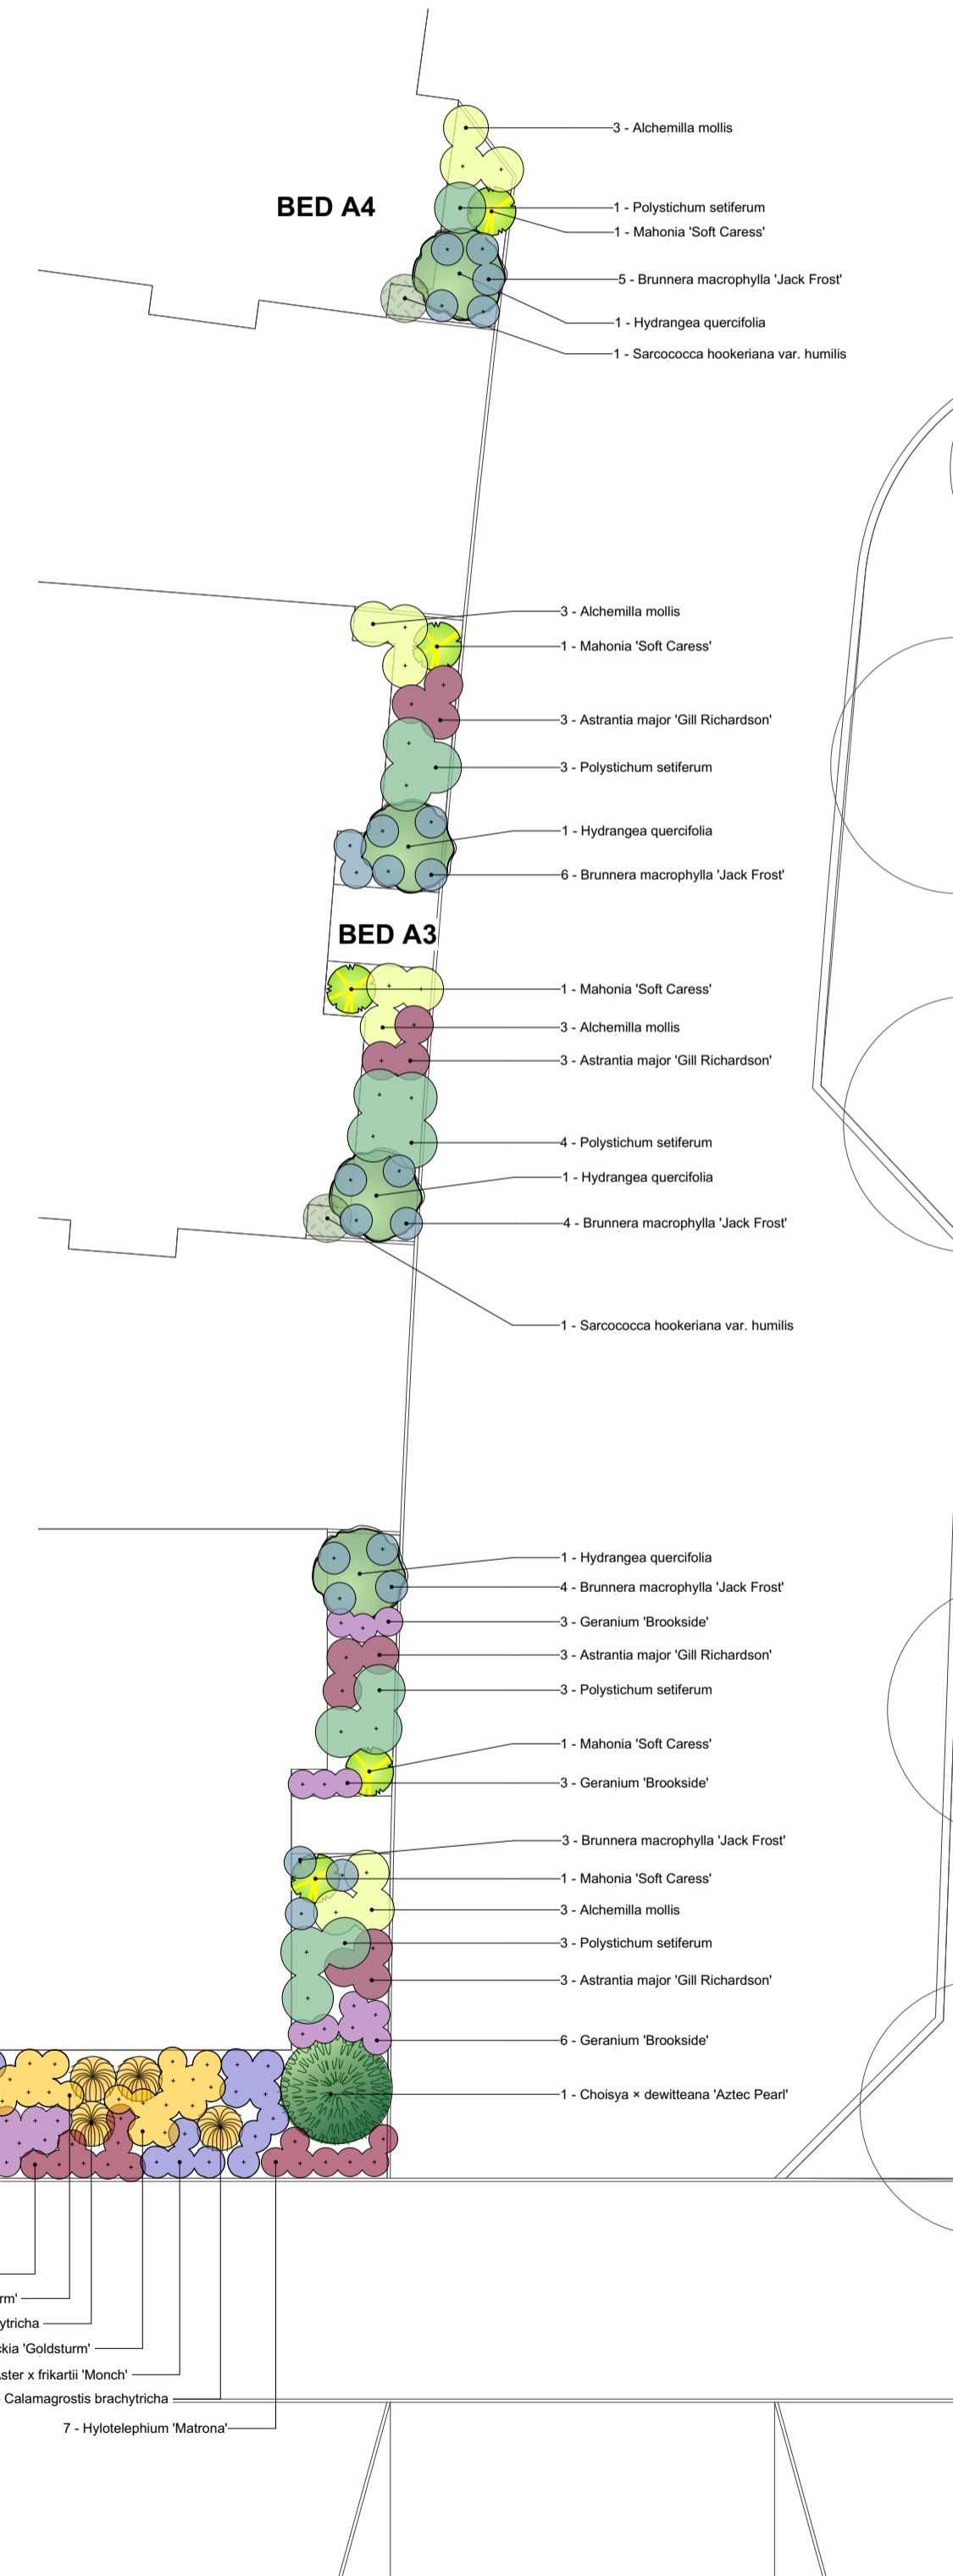 3 - Alchemilla mollis
BED A4
1 - Polystichum setiferum
1 - Mahonia 'Soft Caress'
5 - Brunnera macrophylla 'Jack Frost'
1 - Hydrangea quercifolia
1 - Sarcococca hookeriana var. humilis
3 - Alchemilla mollis
1 - Mahonia 'Soft Caress'
3 - Astrantia major 'Gill Richardson'
3 - Polystichum setiferum
1 - Hydrangea quercifolia
6 - Brunnera macrophylla 'Jack Frost'
BED A3
1 - Mahonia 'Soft Caress'
3 - Alchemilla mollis
3 - Astrantia major 'Gill Richardson'
4 - Polystichum setiferum
1 - Hydrangea quercifolia
4 - Brunnera macrophylla 'Jack Frost'
1 - Sarcococca hookeriana var. humilis
1 - Hydrangea quercifolia
4 - Brunnera macrophylla 'Jack Frost'
3 - Geranium 'Brookside'
3 - Astrantia major 'Gill Richardson'
3 - Polystichum setiferum
1 - Mahonia 'Soft Caress'
3 - Geranium 'Brookside'
3 - Brunnera macrophylla 'Jack Frost'
1 - Mahonia 'Soft Caress'
3 - Alchemilla mollis
3 - Polystichum setiferum
3 - Astrantia major 'Gill Richardson'
6 - Geranium 'Brookside'
1 - Choisya × dewitteana 'Aztec Pearl'
rm'
ytricha
kia 'Goldsturm'
ster x frikartii 'Monch'
Calamagrostis brachytricha
7 - Hylotelephium 'Matrona'